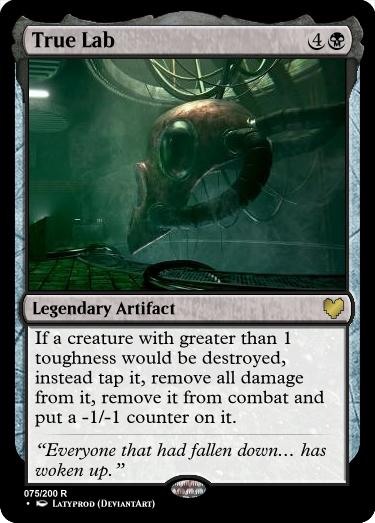 True Lab 4
Legendary Artifact
If a creature with greater than 1
toughness would be destroyed,
instead tap it, remove all damage
from it, remove it from combat and
put a -1/-1 counter on it.
“Everyone that had fallen down… has
woken up.”
075/200 R
• Latyprod (DeviantArt)